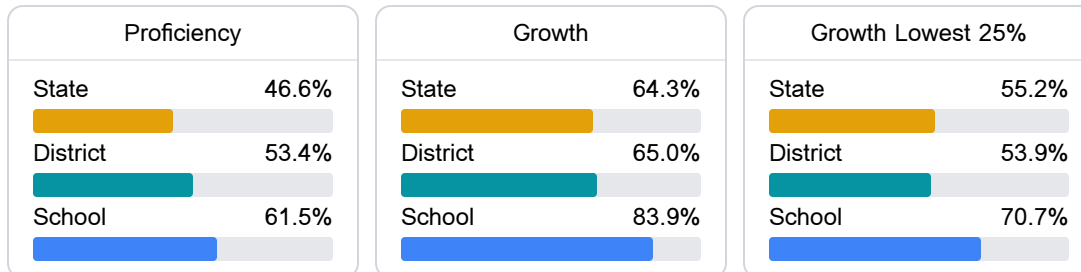 Proficiency
State 46.6%
District 53.4%
School 61.5%
Growth
State 64.3%
District 65.0%
School 83.9%
Growth Lowest 25%
State 55.2%
District 53.9%
School 70.7%